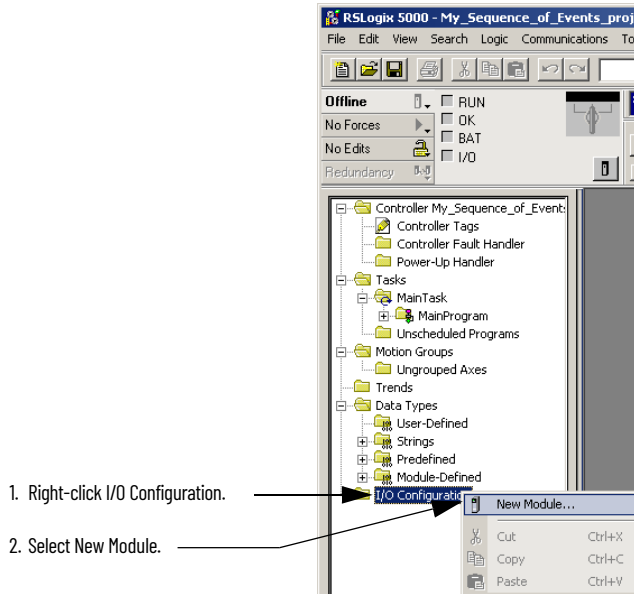 RSLogix 5000 - My_Sequence_of_Events_proj
File Edit View Search Logic Communications To
Offline
RUN
No Forces
OK
BAT
No Edits
I/O
Redundancy
Controller My_Sequence_of_Events
Controller Tags
Controller Fault Handler
Power-Up Handler
Tasks
MainTask
MainProgram
Unscheduled Programs
Motion Groups
Ungrouped Axes
Trends
Data Types
User-Defined
Strings
Predefined
Module-Defined
1. Right-click I/O Configuration.
I/O Configuration
New Module...
2. Select New Module.
Cut Ctrl+X
Copy Ctrl+C
Paste Ctrl+V